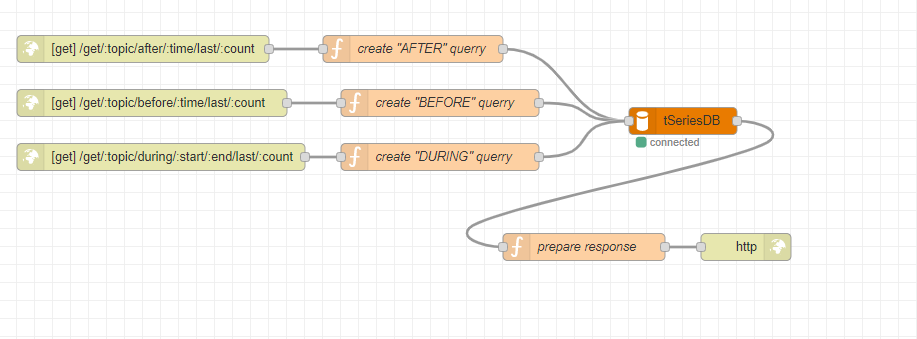 [get] /get/:topic/after/:time/last/:count
create "AFTER" querry
[get] /get/:topic/before/:time/last/:count
create "BEFORE" querry
tSeriesDB
connected
[get] /get/:topic/during/:start/:end/last/:count
create "DURING" querry
prepare response
http